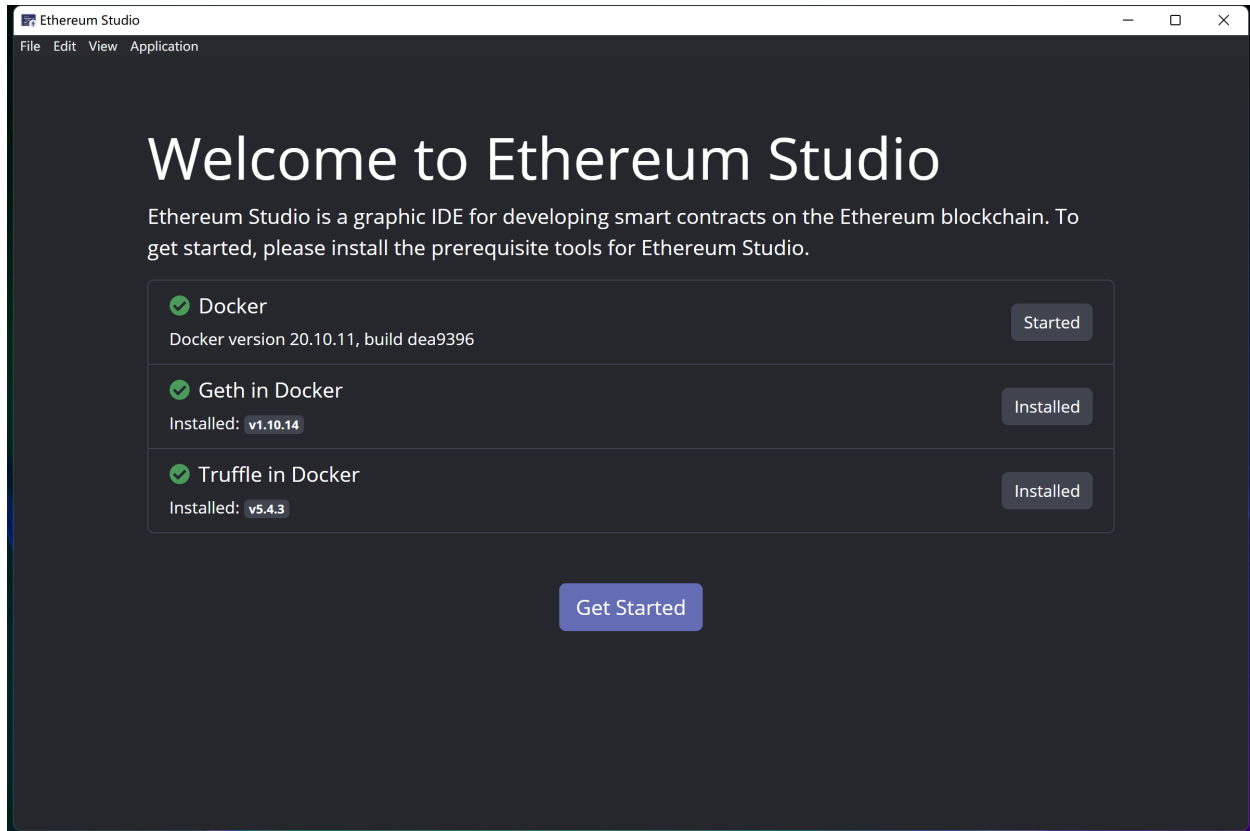 Ethereum Studio
File Edit View Application
Welcome to Ethereum Studio
Ethereum Studio is a graphic IDE for developing smart contracts on the Ethereum blockchain. To
get started, please install the prerequisite tools for Ethereum Studio.
Docker
Docker version 20.10.11, build dea9396
Started
Geth in Docker
Installed: v1.10.14
Installed
Truffle in Docker
Installed: v5.4.3
Installed
Get Started